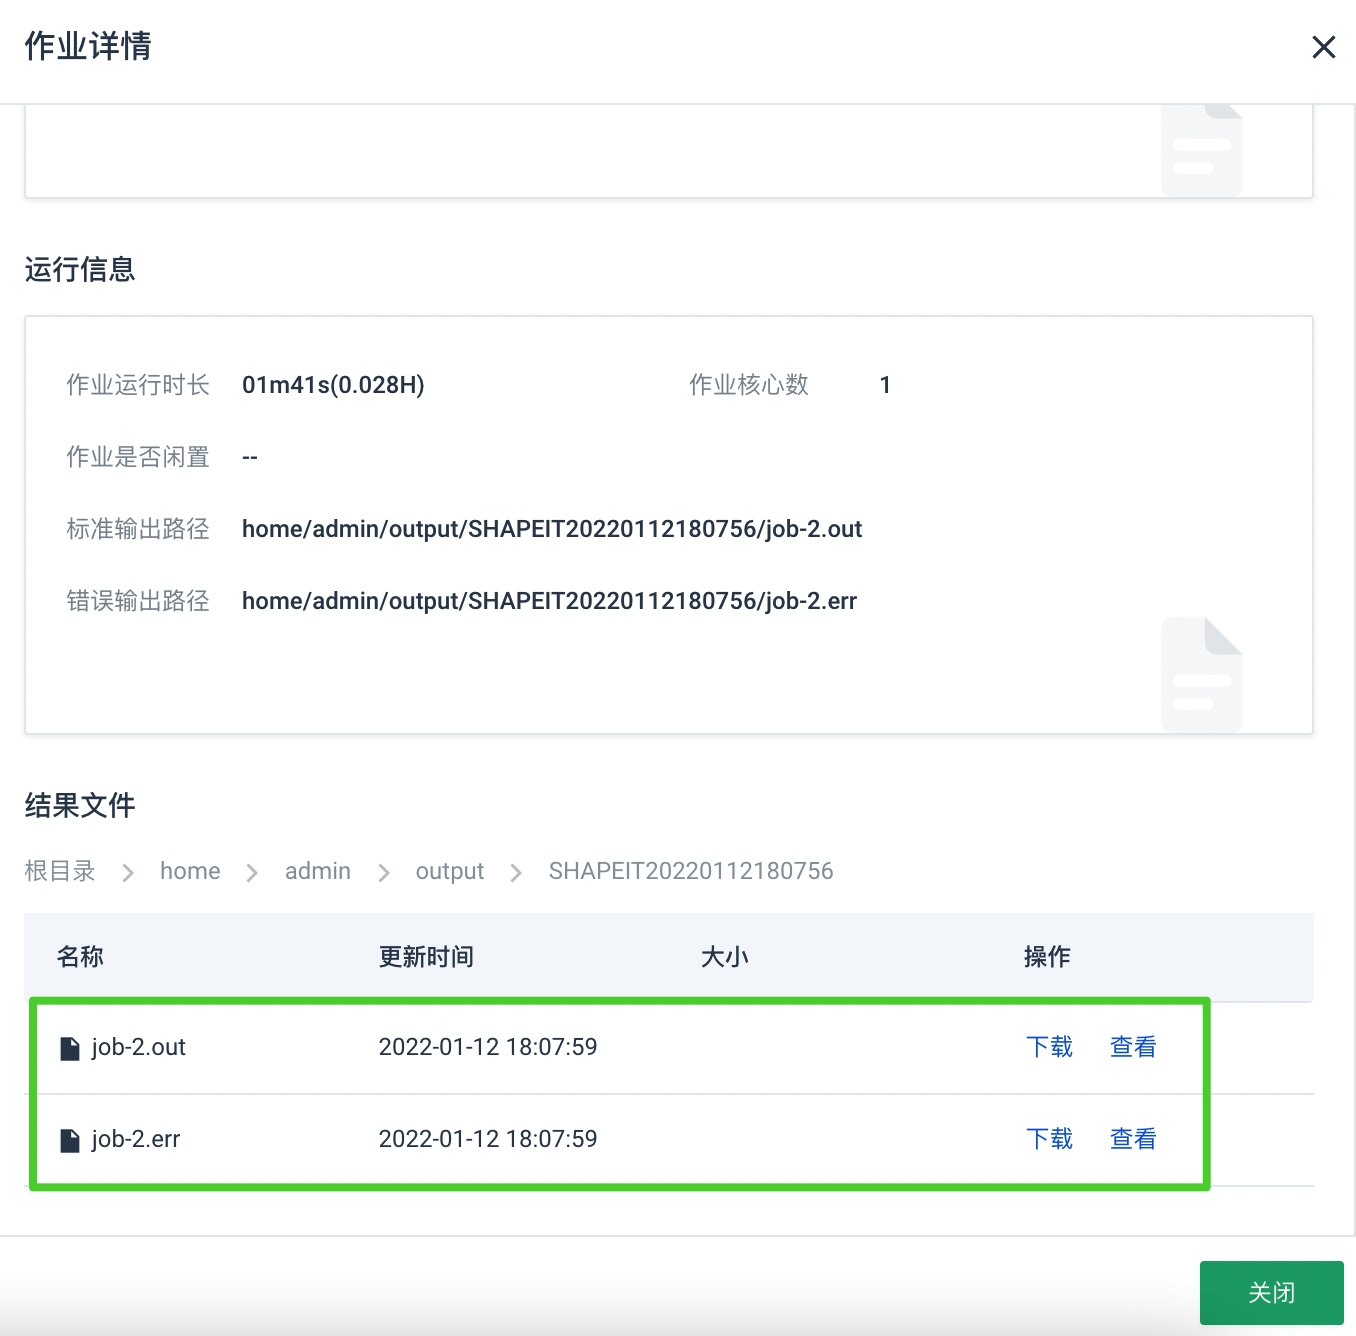 作业详情
运行信息
作业运行时长 01m41s(0.028H) 作业核心数 1
作业是否闲置 --
标准输出路径 home/admin/output/SHAPEIT20220112180756/job-2.out
错误输出路径 home/admin/output/SHAPEIT20220112180756/job-2.err
结果文件
根目录 > home > admin > output > SHAPEIT20220112180756
名称 更新时间 大小 操作
job-2.out 2022-01-12 18:07:59 下载 查看
job-2.err 2022-01-12 18:07:59 下载 查看
关闭